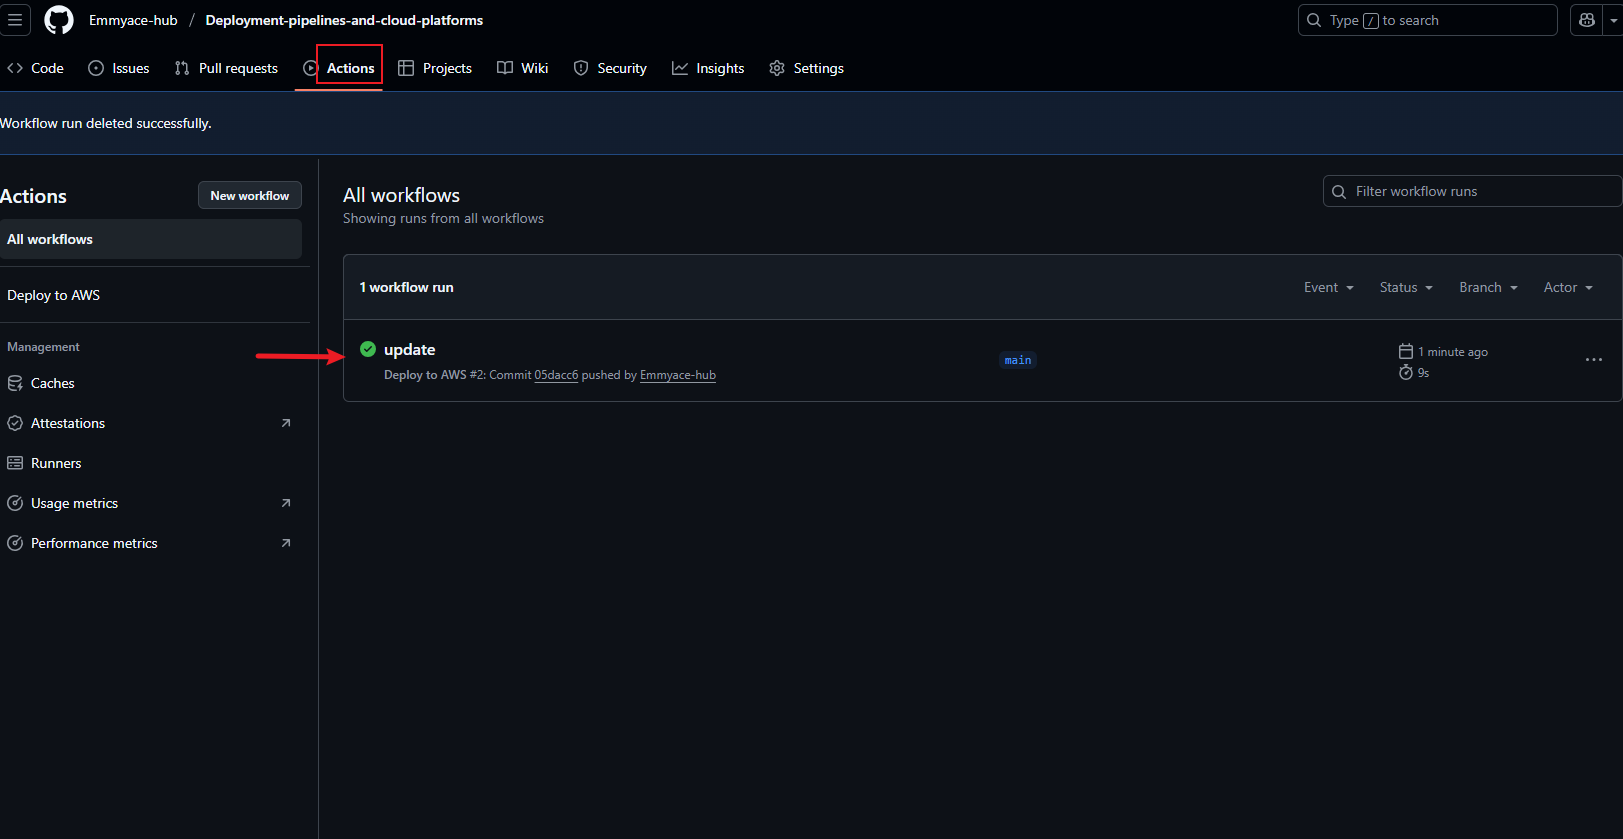 Emmyace-hub / Deployment-pipelines-and-cloud-platforms
Type / to search
Code Issues Pull requests Actions Projects Wiki Security Insights Settings
Workflow run deleted successfully.
Actions
New workflow
All workflows
Deploy to AWS
Management
Caches
Attestations
Runners
Usage metrics
Performance metrics
All workflows
Showing runs from all workflows
Filter workflow runs
1 workflow run
Event Status Branch Actor
update
Deploy to AWS #2: Commit 05dacc6 pushed by Emmyace-hub
main
1 minute ago
9s